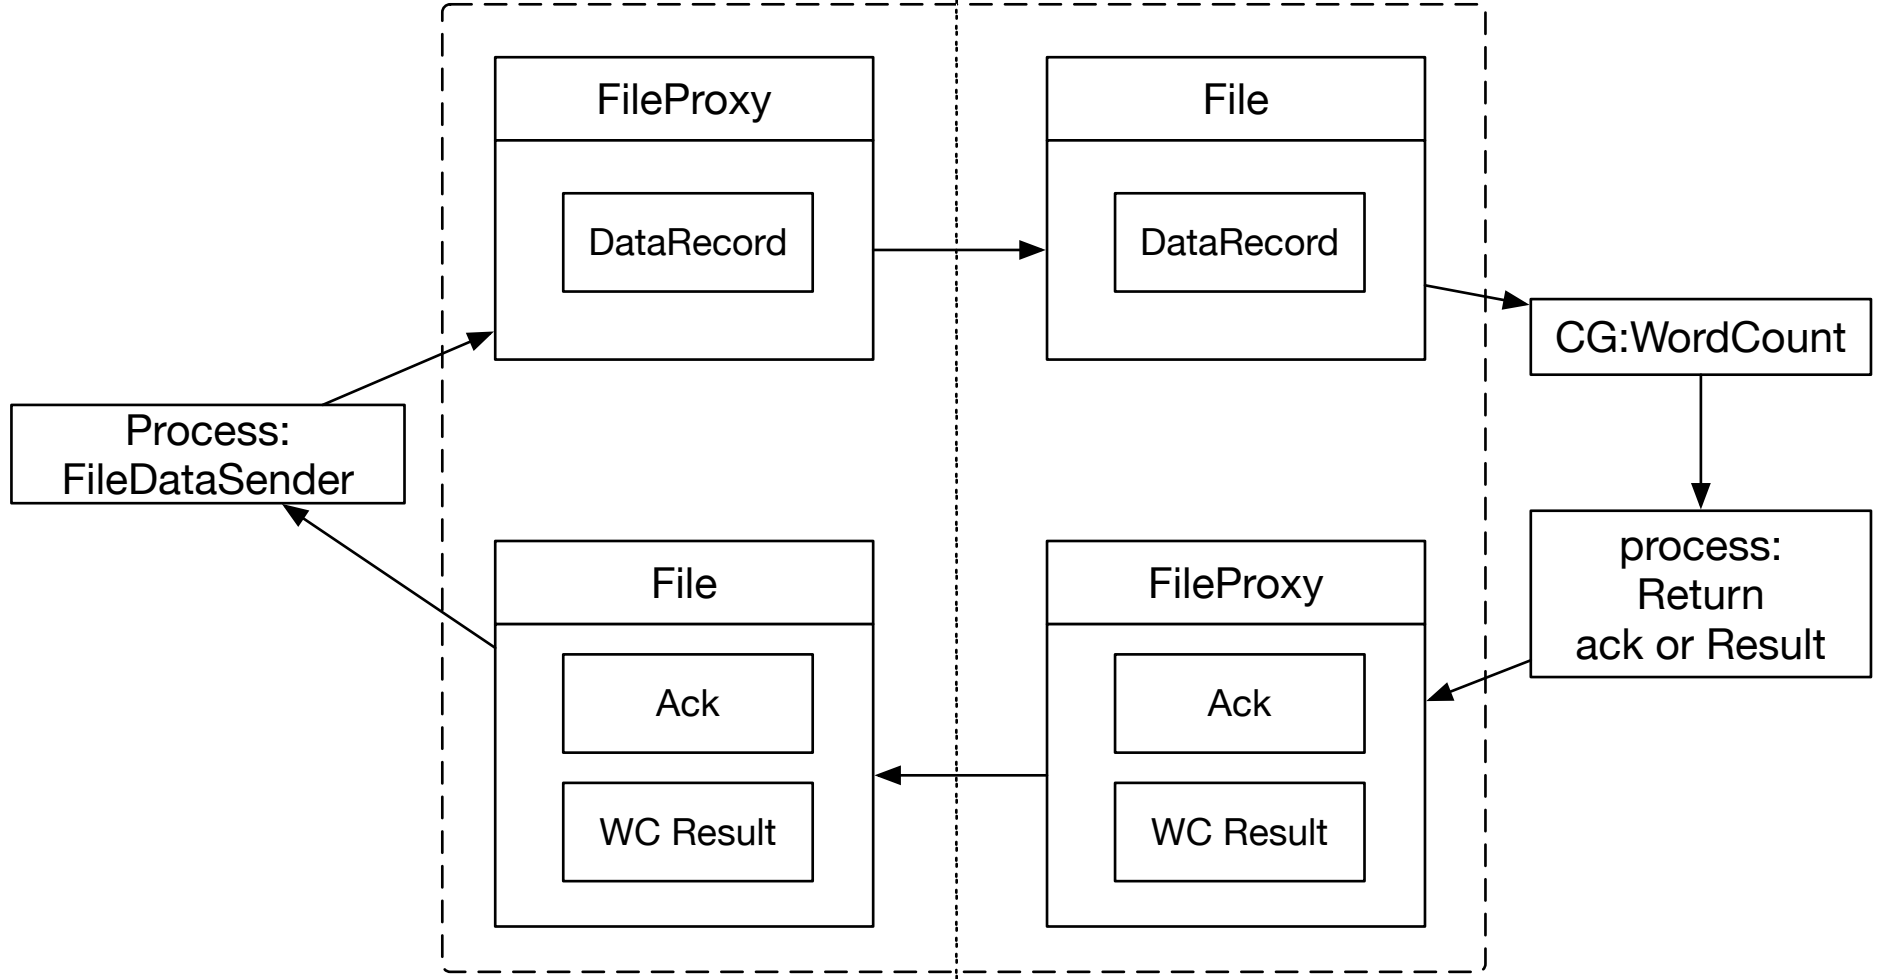 FileProxy
File
DataRecord
DataRecord
CG:WordCount
Process:
FileDataSender
process:
Return
ack or Result
File
FileProxy
Ack
Ack
WC Result
WC Result